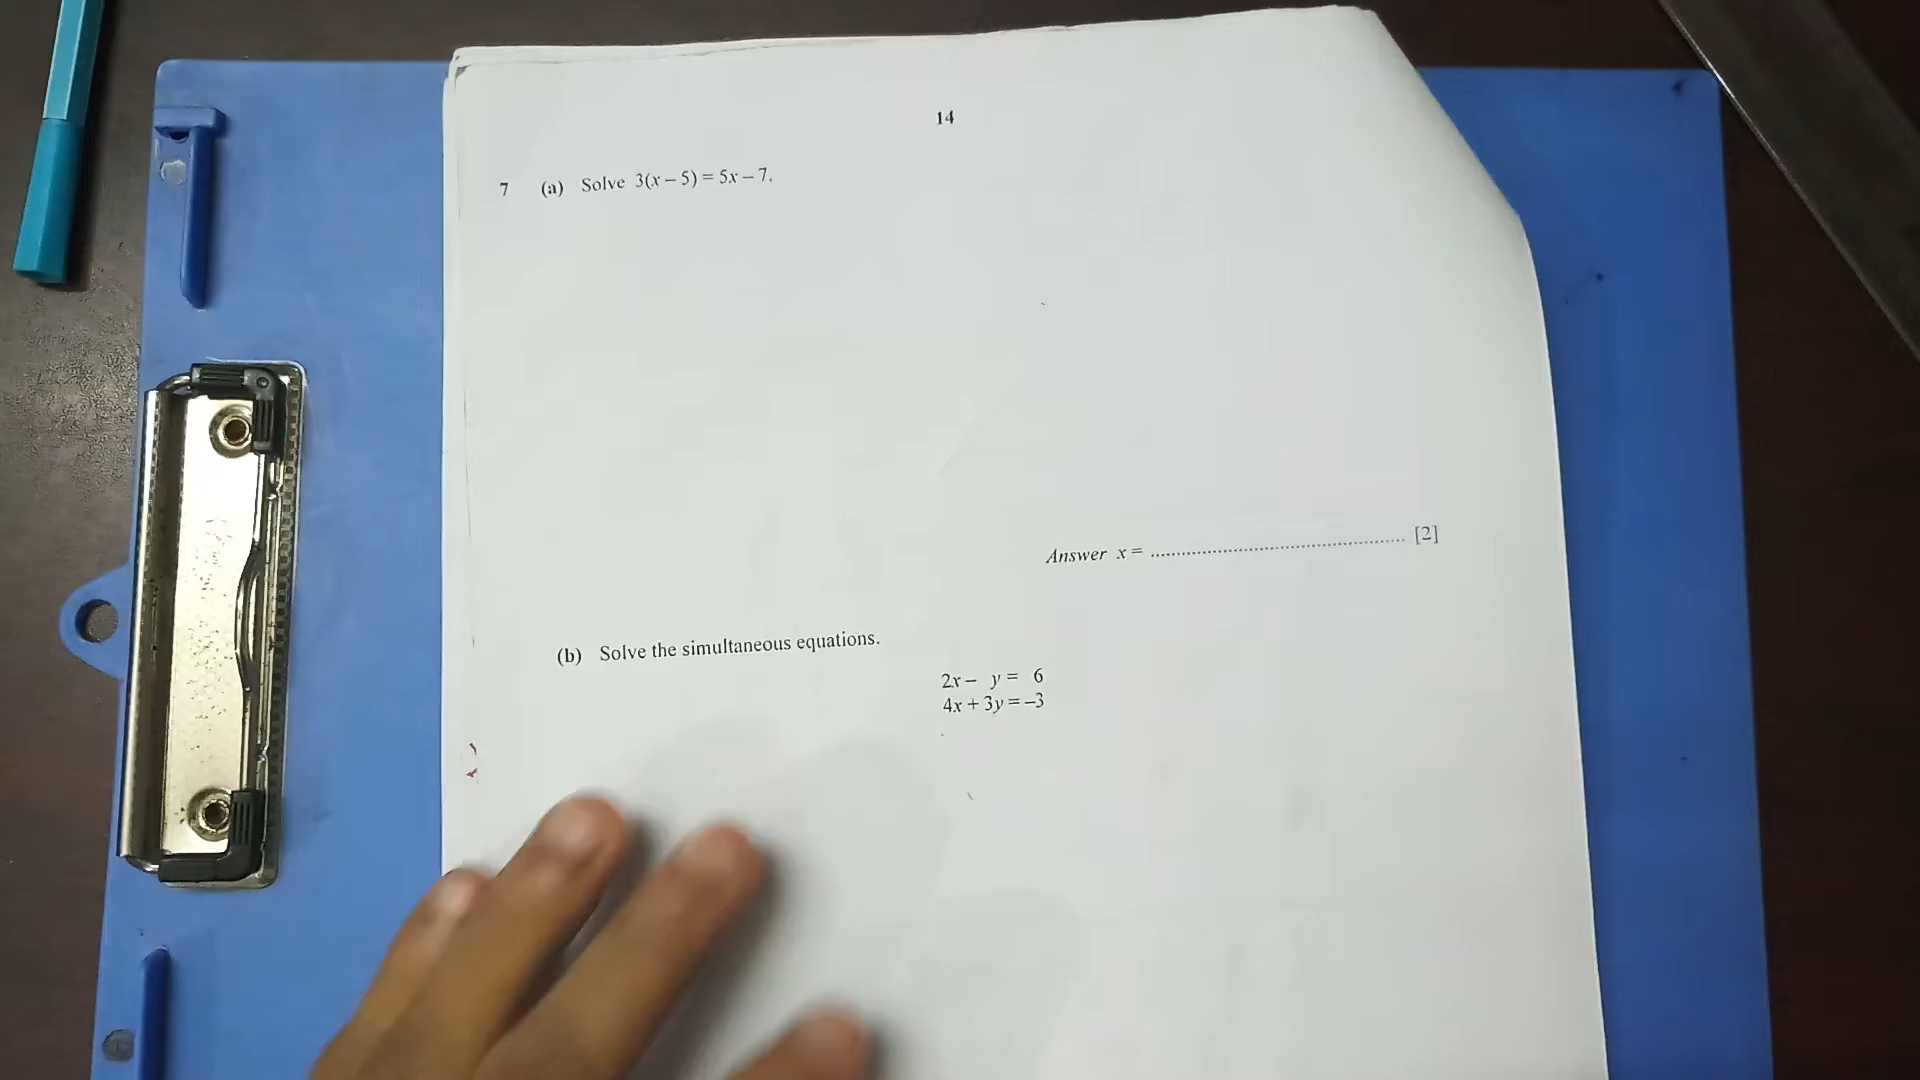 14
7 (a) Solve 3(x – 5) = 5x – 7.
Answer x = ................................................ [2]
(b) Solve the simultaneous equations.
2x – y = 6
4x + 3y = –3